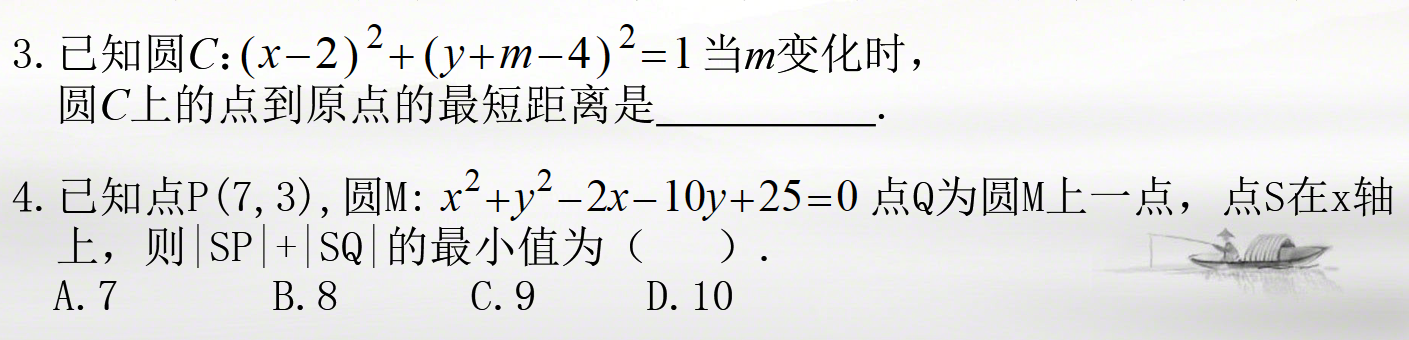 3. 已知圆C:(x−2)²+(y+m−4)²=1当m变化时,
圆C上的点到原点的最短距离是__________.
4. 已知点P(7,3),圆M: x²+y²−2x−10y+25=0 点Q为圆M上一点，点S在x轴
上，则|SP|+|SQ|的最小值为（ ）.
A. 7 B. 8 C. 9 D. 10